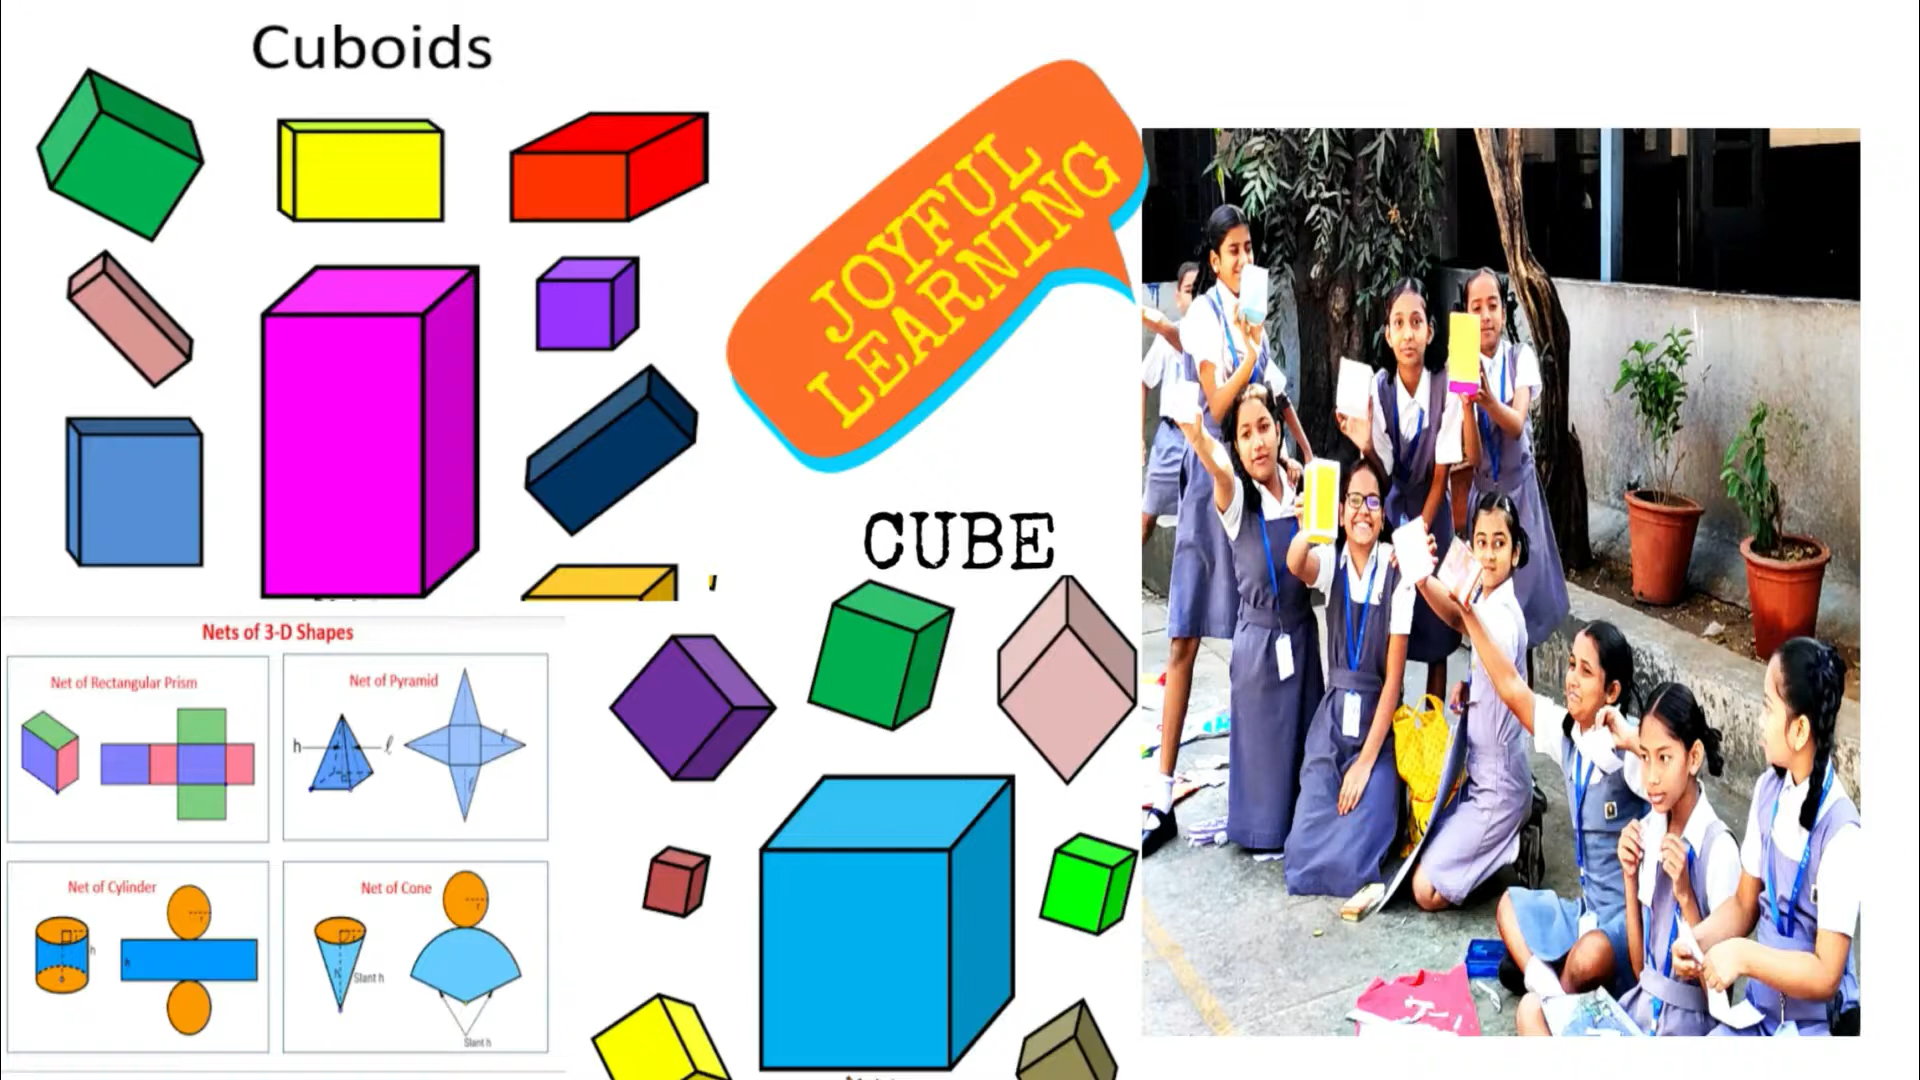 Cuboids
JOYFUL
LEARNING
CUBE
Nets of 3-D Shapes
Net of Rectangular Prism
Net of Pyramid
h
ℓ
ℓ
Net of Cylinder
r
h
h
Net of Cone
r
h
Slant h
Slant h